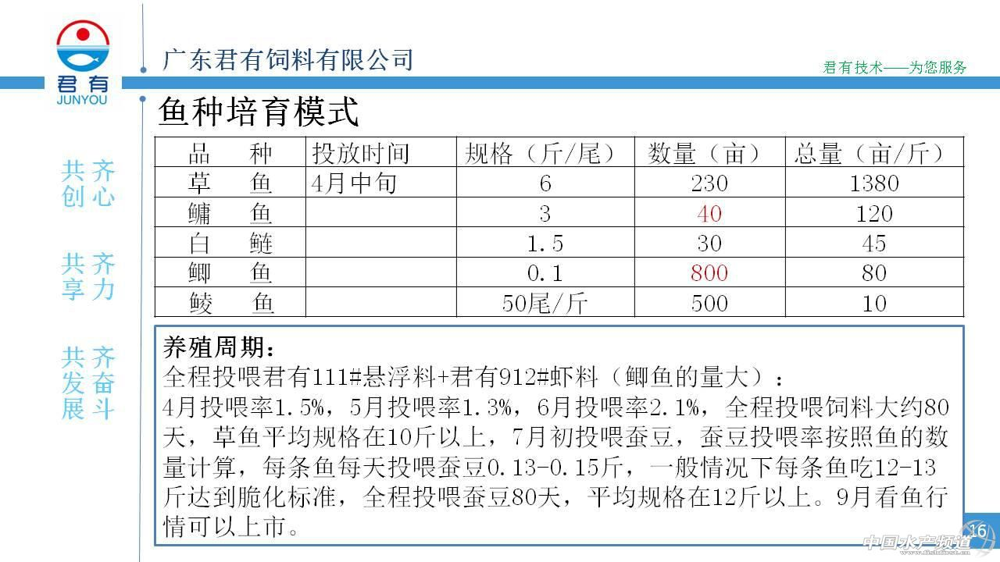 君有
JUNYOU
广东君有饲料有限公司
君有技术——为您服务
共创 齐心
共享 齐力
共发展 齐奋斗
鱼种培育模式
品 种 投放时间 规格（斤/尾） 数量（亩） 总量（亩/斤）
草 鱼 4月中旬 6 230 1380
鳙 鱼 3 40 120
白 鲢 1.5 30 45
鲫 鱼 0.1 800 80
鲮 鱼 50尾/斤 500 10
养殖周期：
全程投喂君有111#悬浮料+君有912#虾料（鲫鱼的量大）：
4月投喂率1.5%，5月投喂率1.3%，6月投喂率2.1%，全程投喂饲料大约80
天，草鱼平均规格在10斤以上，7月初投喂蚕豆，蚕豆投喂率按照鱼的数
量计算，每条鱼每天投喂蚕豆0.13-0.15斤，一般情况下每条鱼吃12-13
斤达到脆化标准，全程投喂蚕豆80天，平均规格在12斤以上。9月看鱼行
情可以上市。
16
中国水产频道
www.fishfirst.cn